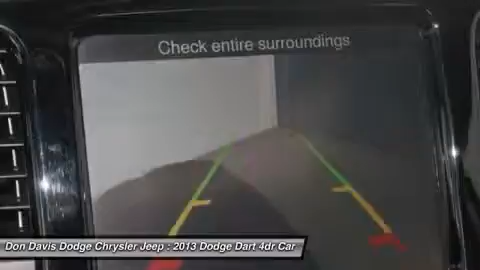 Check entire surroundings
Don Davis Dodge Chrysler Jeep : 2013 Dodge Dart 4dr Car